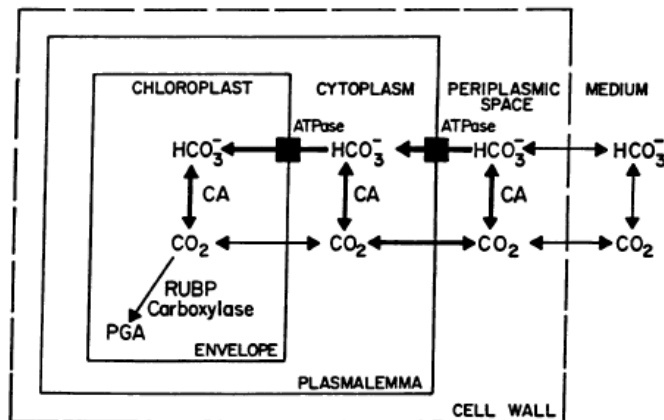 CHLOROPLAST CYTOPLASM PERIPLASMIC SPACE MEDIUM
ATPase ATPase
HCO₃⁻ HCO₃⁻ HCO₃⁻ HCO₃⁻
CA CA CA
CO₂ CO₂ CO₂ CO₂
RUBP
Carboxylase
PGA
ENVELOPE
PLASMALEMMA
CELL WALL